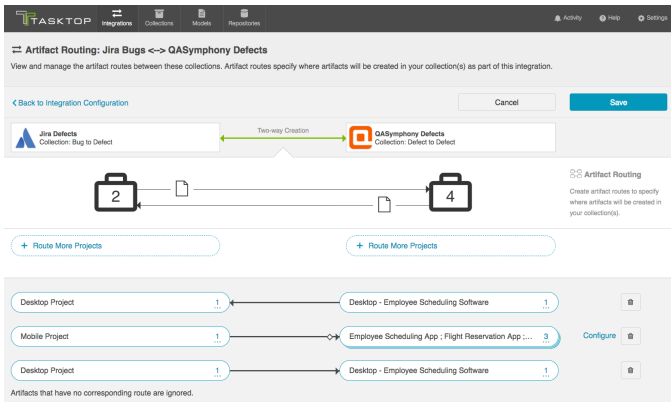 TASKTOP
Integrations
Collections
Models
Repositories
Activity
Help
Settings
Artifact Routing: Jira Bugs <--> QASymphony Defects
View and manage the artifact routes between these collections. Artifact routes specify where artifacts will be created in your collection(s) as part of this integration.
Back to Integration Configuration
Cancel
Save
Jira Defects
Collection: Bug to Defect
Two-way Creation
QASymphony Defects
Collection: Defect to Defect
2
4
Artifact Routing
Create artifact routes to specify
where artifacts will be created in
your collection(s).
+ Route More Projects
+ Route More Projects
Desktop Project 1
Desktop - Employee Scheduling Software 1
Mobile Project 1
Employee Scheduling App ; Flight Reservation App ;... 3
Configure
Desktop Project 1
Desktop - Employee Scheduling Software 1
Artifacts that have no corresponding route are ignored.